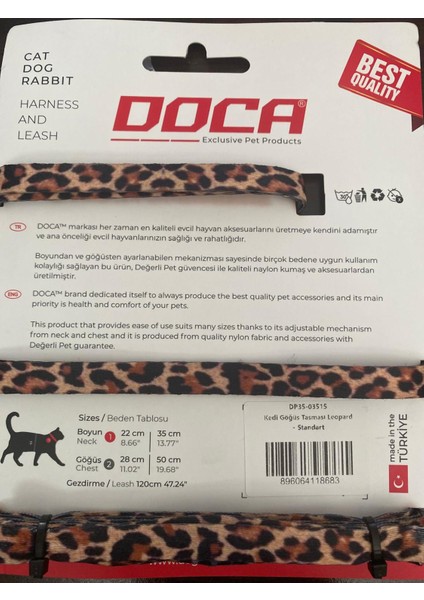 CAT
DOG
RABBIT
HARNESS
AND
LEASH
DOCA®
Exclusive Pet Products
BEST
QUALITY
TR
DOCA™ markası her zaman en kaliteli evcil hayvan aksesuarlarını üretmeye kendini adamıştır
ve ana önceliği evcil hayvanlarınızın sağlığı ve rahatlığıdır.
Boyundan ve göğüsten ayarlanabilen mekanizması sayesinde birçok bedene uygun kullanım
kolaylığı sağlayan bu ürün, Değerli Pet güvencesi ile kaliteli naylon kumaş ve aksesuarlardan
üretilmiştir.
ENG
DOCA™ brand dedicated itself to always produce the best quality pet accessories and its main
priority is health and comfort of your pets.
This product that provides ease of use suits many sizes thanks to its adjustable mechanism
from neck and chest and it is produced from quality nylon fabric and accessories with
Değerli Pet guarantee.
Sizes / Beden Tablosu
Boyun 1 22 cm 35 cm
Neck 8.66" 13.77"
Göğüs 2 28 cm 50 cm
Chest 11.02" 19.68"
Gezdirme / Leash 120cm 47.24"
DP35-03515
Kedi Göğüs Tasması Leopard
- Standart
896064118683
made in the
TÜRKİYE